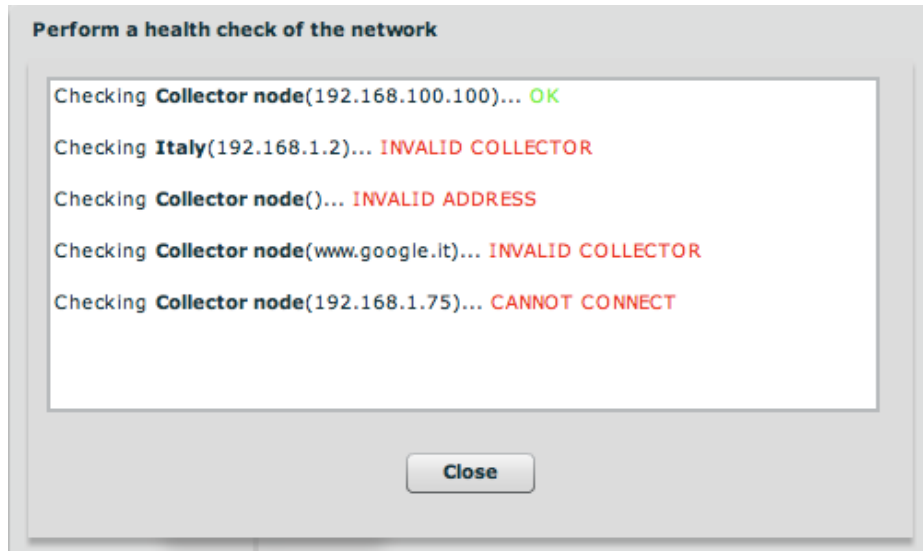 Perform a health check of the network
Checking Collector node(192.168.100.100)... OK
Checking Italy(192.168.1.2)... INVALID COLLECTOR
Checking Collector node()... INVALID ADDRESS
Checking Collector node(www.google.it)... INVALID COLLECTOR
Checking Collector node(192.168.1.75)... CANNOT CONNECT
Close